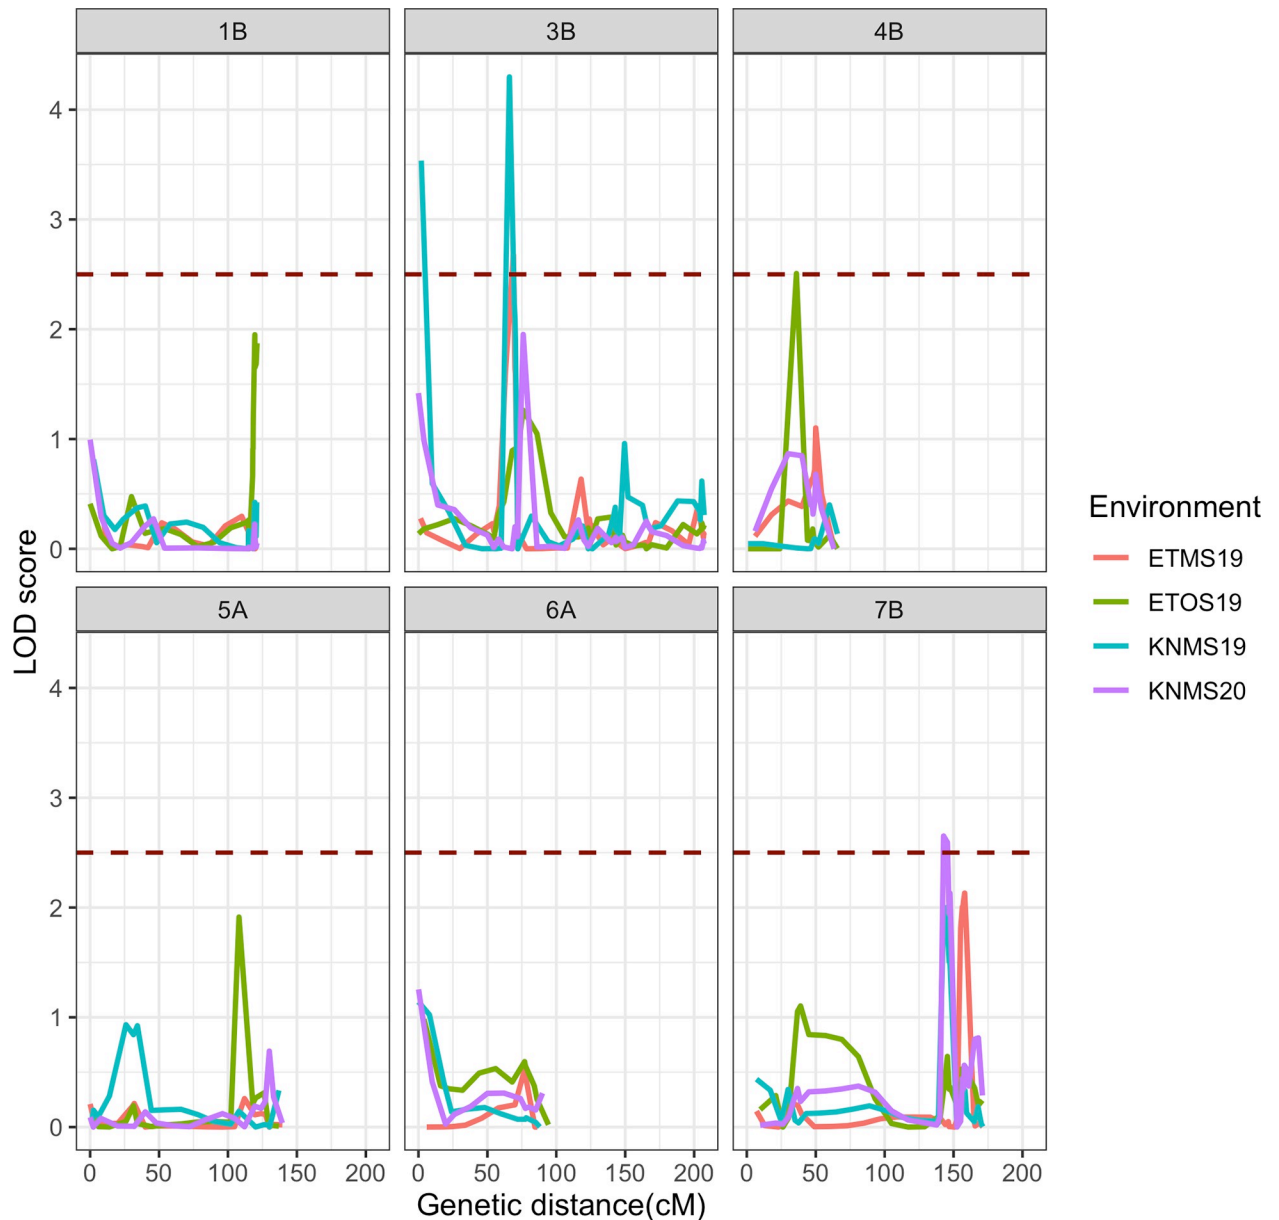 1B
3B
4B
4
3
2
1
0
5A
6A
7B
4
3
2
1
0
0 50 100 150 200
0 50 100 150 200
0 50 100 150 200
LOD score
Genetic distance(cM)
Environment
ETMS19
ETOS19
KNMS19
KNMS20